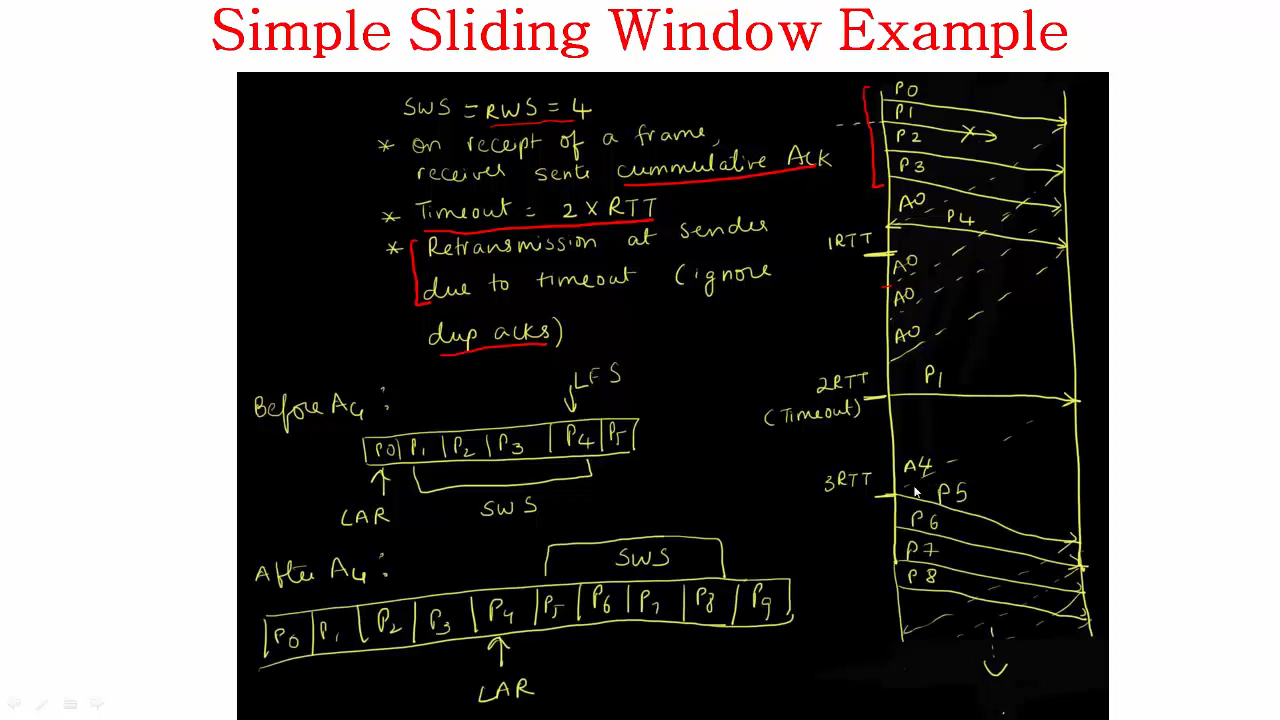 Simple Sliding Window Example
SWS = RWS = 4
* On receipt of a frame,
receiver sents cummulative Ack
* Timeout = 2 x RTT
* Retransmission at sender
due to timeout (ignore
dup acks)
Before A4:
LFS
P0 P1 P2 P3 P4 P5
LAR
SWS
After A4:
SWS
P0 P1 P2 P3 P4 P5 P6 P7 P8 P9
LAR
P0
P1
P2
P3
A0
P4
1RTT
A0
A0
A0
2RTT
(Timeout)
P1
A4
3RTT
P5
P6
P7
P8